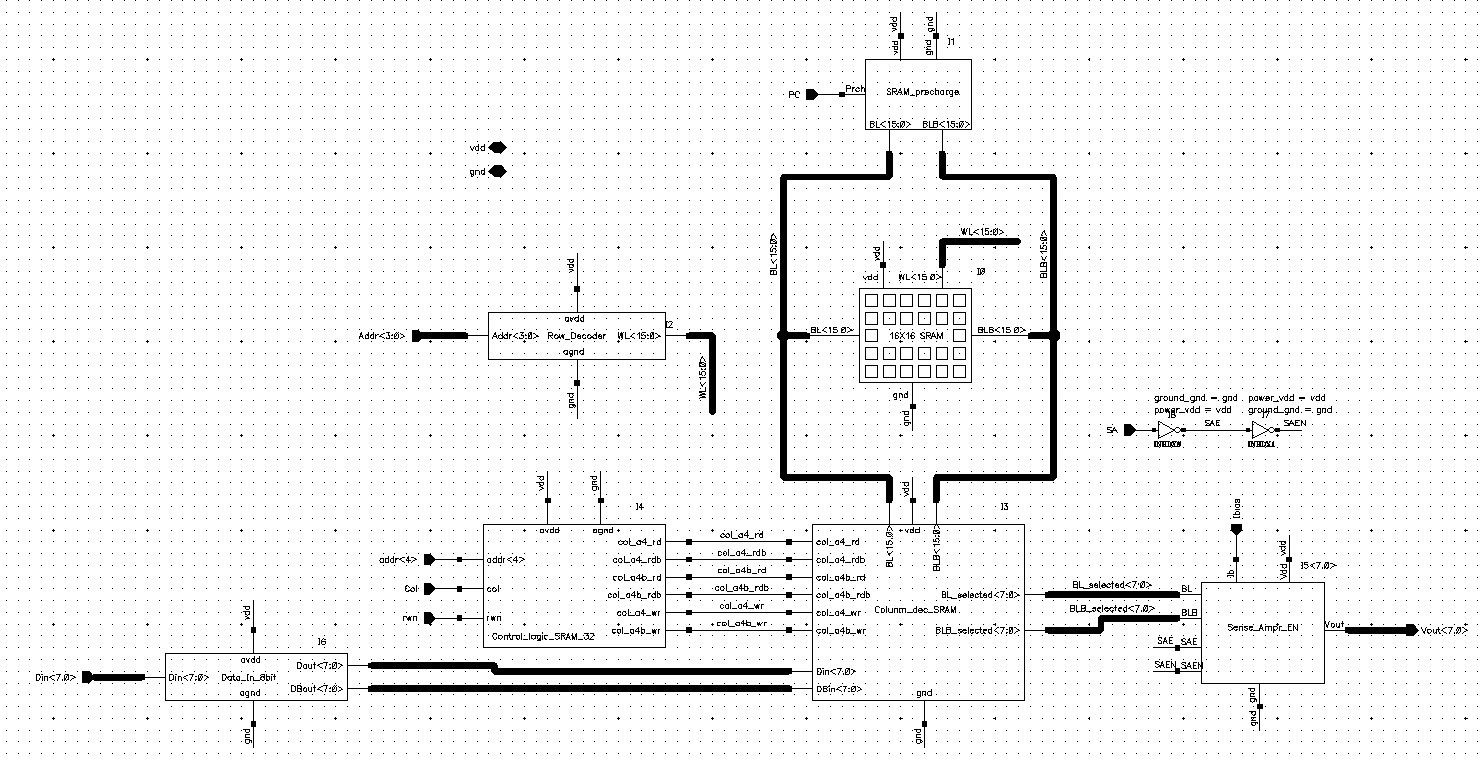 vdd
gnd
vdd
gnd
I1
PC
Prch
SRAM_precharge
BL<15:0>
BLB<15:0>
vdd
gnd
BL<15:0>
BLB<15:0>
WL<15:0>
vdd
vdd
WL<15:0>
I0
BL<15:0>
16X16 SRAM
BLB<15:0>
gnd
gnd
vdd
avdd
I2
Addr<3:0>
Addr<3:0>
Row_Decoder
WL<15:0>
agnd
gnd
WL<15:0>
ground_gnd = gnd
power_vdd = vdd
power_vdd = vdd
ground_gnd = gnd
I8
I7
SA
SAE
SAEN
vdd
gnd
I4
avdd
agnd
addr<4>
addr<4>
Col
col
rwn
rwn
Control_logic_SRAM_32
col_a4_rd
col_a4_rdb
col_a4b_rd
col_a4b_rdb
col_a4_wr
col_a4b_wr
col_a4_rd
col_a4_rdb
col_a4b_rd
col_a4b_rdb
col_a4_wr
col_a4b_wr
vdd
vdd
I3
BL<15:0>
BLB<15:0>
col_a4_rd
col_a4_rdb
col_a4b_rd
col_a4b_rdb
col_a4_wr
col_a4b_wr
Colunm_dec_SRAM
BL_selected<7:0>
BLB_selected<7:0>
Din<7:0>
DBin<7:0>
gnd
gnd
BL_selected<7:0>
BLB_selected<7:0>
Ibias
Ib
vdd
Vdd
I5<7:0>
BL
BLB
Sense_Ampr_EN
SAE
SAE
SAEN
SAEN
Vout
Vout<7:0>
gnd
gnd
vdd
I6
avdd
Din<7:0>
Din<7:0>
Data_in_8bit
Dout<7:0>
DBout<7:0>
agnd
gnd